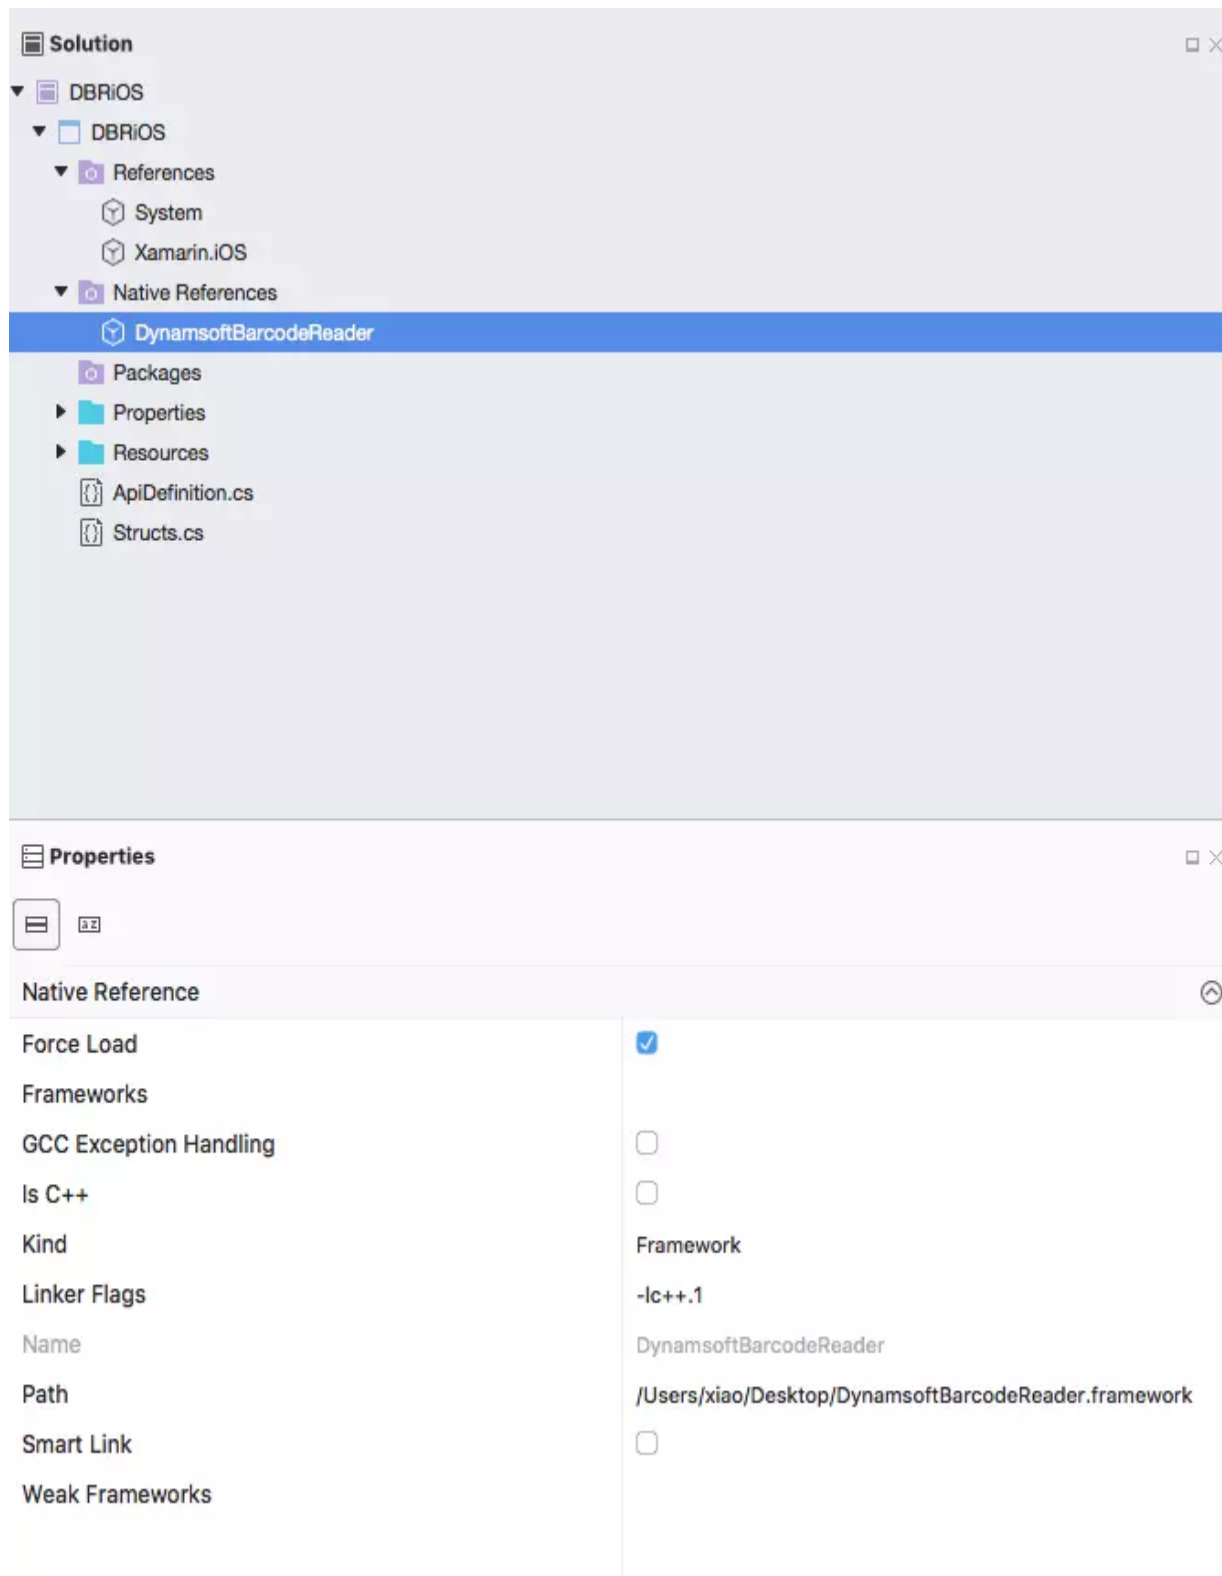 Solution
DBRiOS
DBRiOS
References
System
Xamarin.iOS
Native References
DynamsoftBarcodeReader
Packages
Properties
Resources
ApiDefinition.cs
Structs.cs
Properties
az
Native Reference
Force Load
Frameworks
GCC Exception Handling
Is C++
Kind Framework
Linker Flags -lc++.1
Name DynamsoftBarcodeReader
Path /Users/xiao/Desktop/DynamsoftBarcodeReader.framework
Smart Link
Weak Frameworks